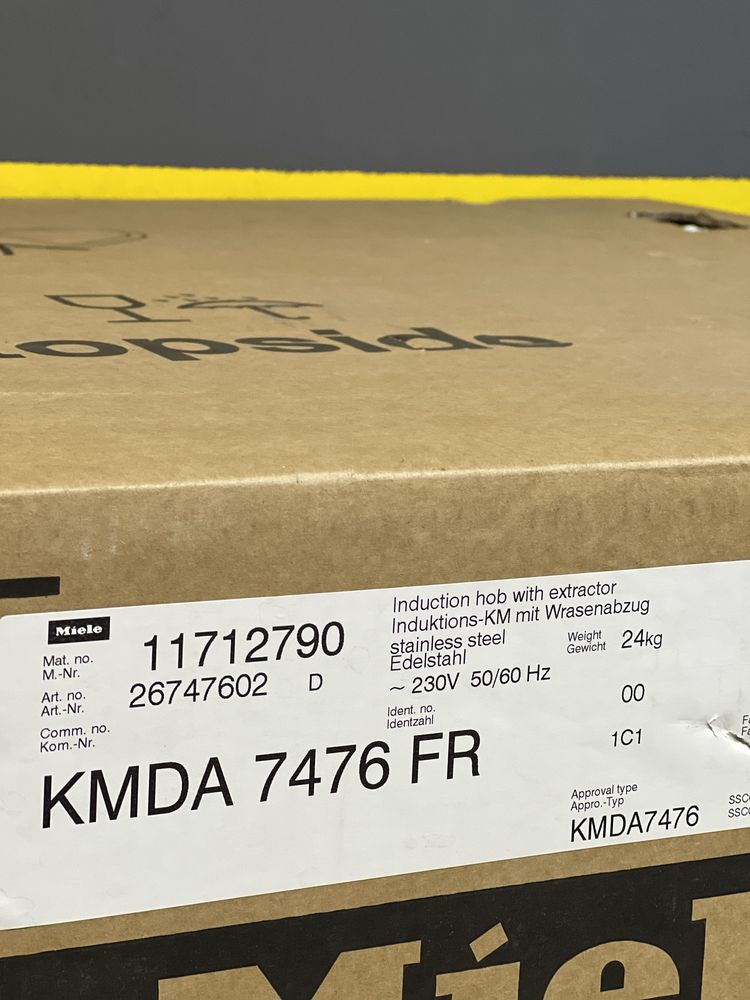 topside
Miele
Mat. no.
M.-Nr.
11712790
Art. no.
Art.-Nr.
26747602 D
Comm. no.
Kom.-Nr.
KMDA 7476 FR
Induction hob with extractor
Induktions-KM mit Wrasenabzug
stainless steel
Edelstahl
~ 230V 50/60 Hz
Ident. no.
Identzahl
Weight
Gewicht
24kg
00
1C1
Approval type
Appro.-Typ
KMDA7476
Miel